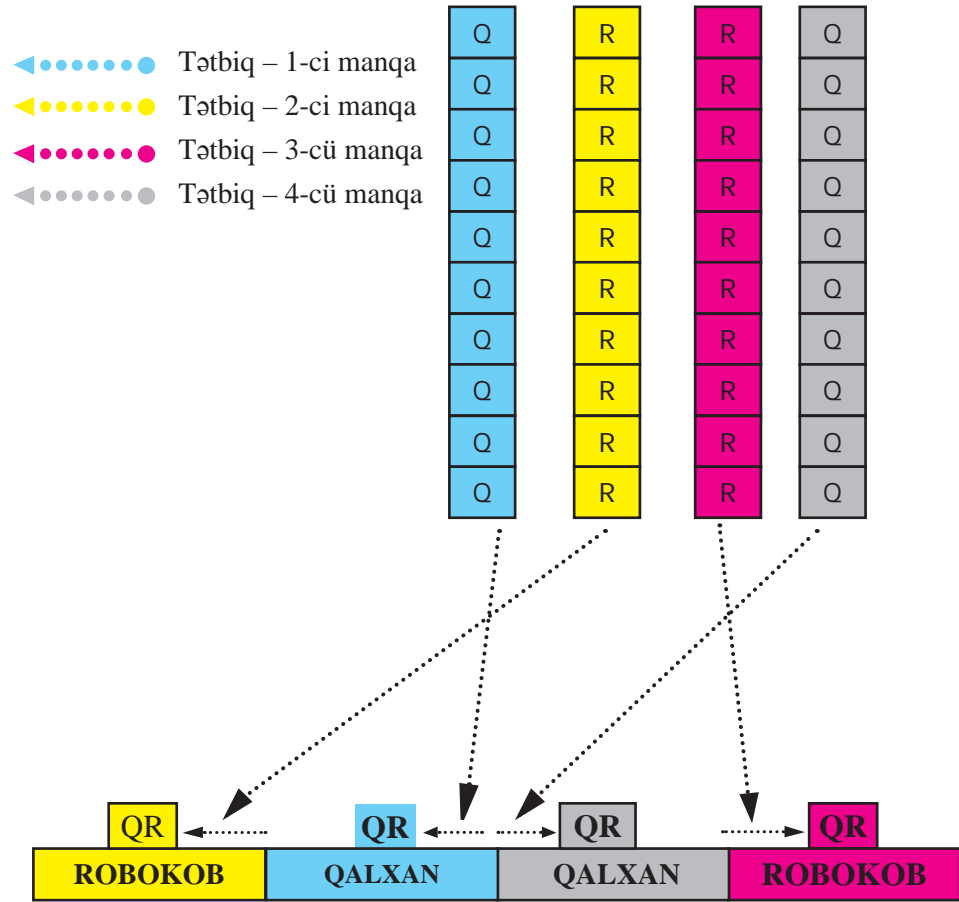 Q R R Q
Tətbiq – 1-ci manqa
Q R R Q
Tətbiq – 2-ci manqa
Q R R Q
Tətbiq – 3-cü manqa
Q R R Q
Tətbiq – 4-cü manqa
Q R R Q
Q R R Q
Q R R Q
Q R R Q
Q R R Q
Q R R Q
QR QR QR QR
ROBOKOB QALXAN QALXAN ROBOKOB